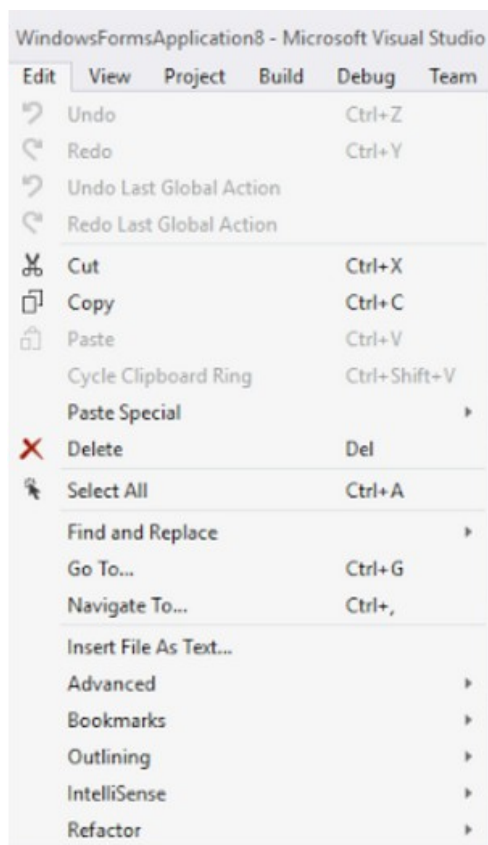 WindowsFormsApplication8 - Microsoft Visual Studio
Edit View Project Build Debug Team
Undo Ctrl+Z
Redo Ctrl+Y
Undo Last Global Action
Redo Last Global Action
Cut Ctrl+X
Copy Ctrl+C
Paste Ctrl+V
Cycle Clipboard Ring Ctrl+Shift+V
Paste Special
Delete Del
Select All Ctrl+A
Find and Replace
Go To... Ctrl+G
Navigate To... Ctrl+,
Insert File As Text...
Advanced
Bookmarks
Outlining
IntelliSense
Refactor